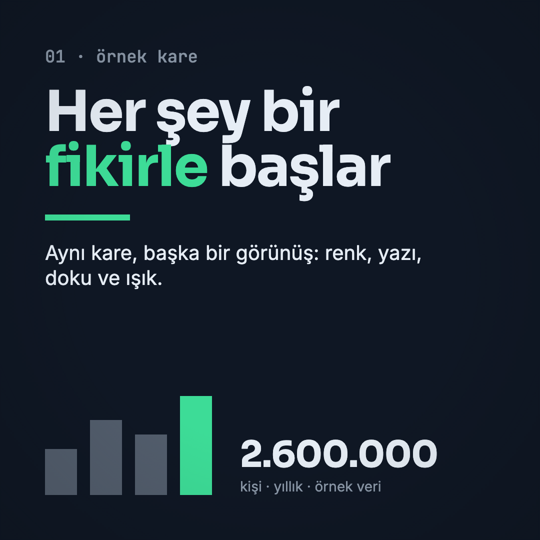 01 · örnek kare
Her şey bir
fikirle başlar
Aynı kare, başka bir görünüş: renk, yazı,
doku ve ışık.
2.600.000
kişi · yıllık · örnek veri